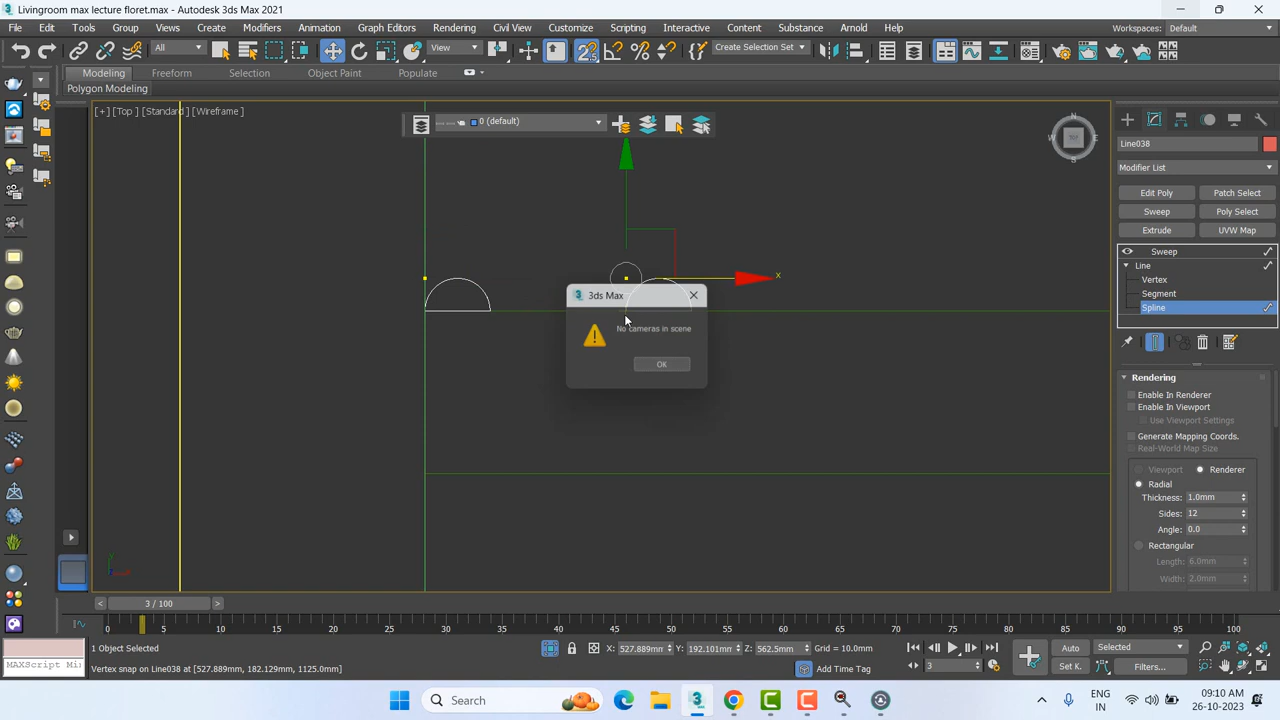 Livingroom max lecture floret.max - Autodesk 3ds Max 2021
File Edit Tools Group Views Create Modifiers Animation Graph Editors Rendering Civil View Customize Scripting Interactive Content Substance Arnold Help
Workspaces: Default
All View Create Selection Set
Modeling Freeform Selection Object Paint Populate
Polygon Modeling
[+] [Top ] [Standard ] [Wireframe ]
0 (default)
N
W E
S
Line038
Modifier List
Edit Poly Patch Select
Sweep Poly Select
Extrude UVW Map
Sweep
Line
Vertex
Segment
Spline
x
3ds Max
No cameras in scene
OK
Rendering
Enable In Renderer
Enable In Viewport
Use Viewport Settings
Generate Mapping Coords.
Real-World Map Size
Viewport Renderer
Radial
Thickness: 1.0mm
Sides: 12
Angle: 0.0
Rectangular
Length: 6.0mm
Width: 2.0mm
< 3 / 100 >
0 5 10 15 20 25 30 35 40 45 50 55 60 65 70 75 80 85 90 95 100
1 Object Selected
X: 527.889mm Y: 192.101mm Z: 562.5mm Grid = 10.0mm
Auto Selected
MAXScript Mi
Vertex snap on Line038 at [527.889mm, 182.129mm, 1125.0mm]
Add Time Tag
3
Set K. Filters...
Search
ENG
IN
09:10 AM
26-10-2023